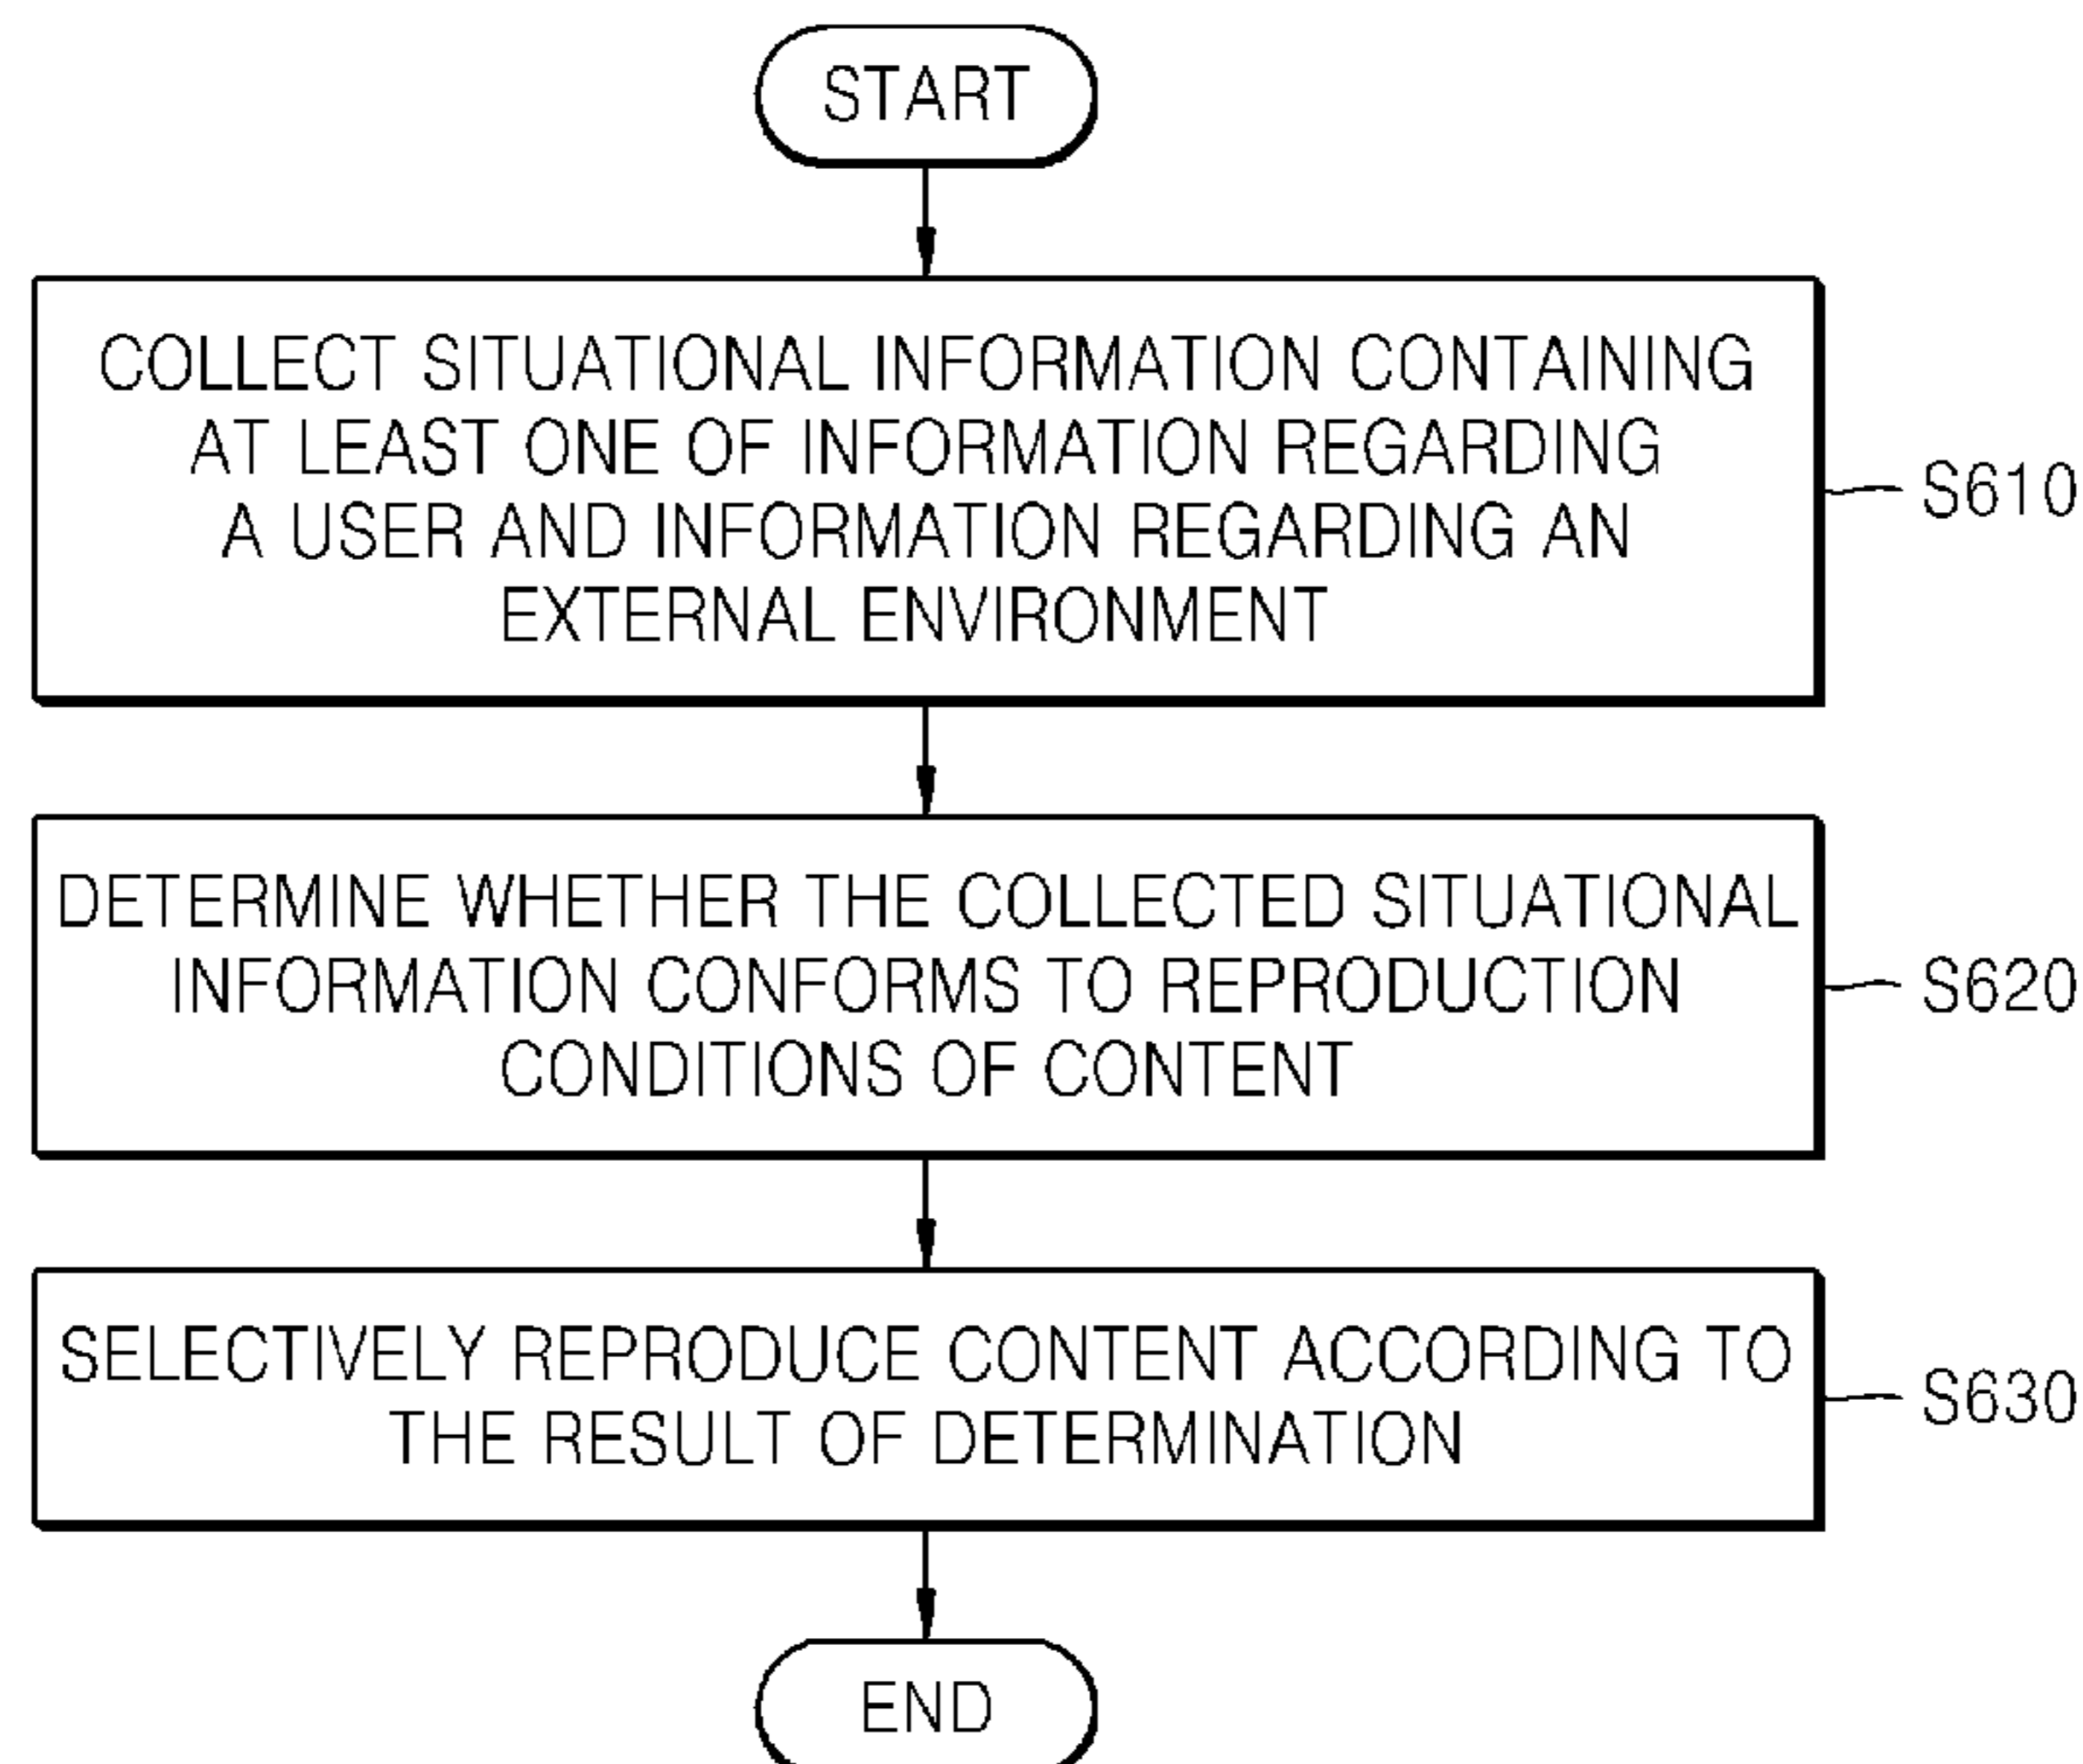 START
COLLECT SITUATIONAL INFORMATION CONTAINING
AT LEAST ONE OF INFORMATION REGARDING
A USER AND INFORMATION REGARDING AN
EXTERNAL ENVIRONMENT
S610
DETERMINE WHETHER THE COLLECTED SITUATIONAL
INFORMATION CONFORMS TO REPRODUCTION
CONDITIONS OF CONTENT
S620
SELECTIVELY REPRODUCE CONTENT ACCORDING TO
THE RESULT OF DETERMINATION
S630
END